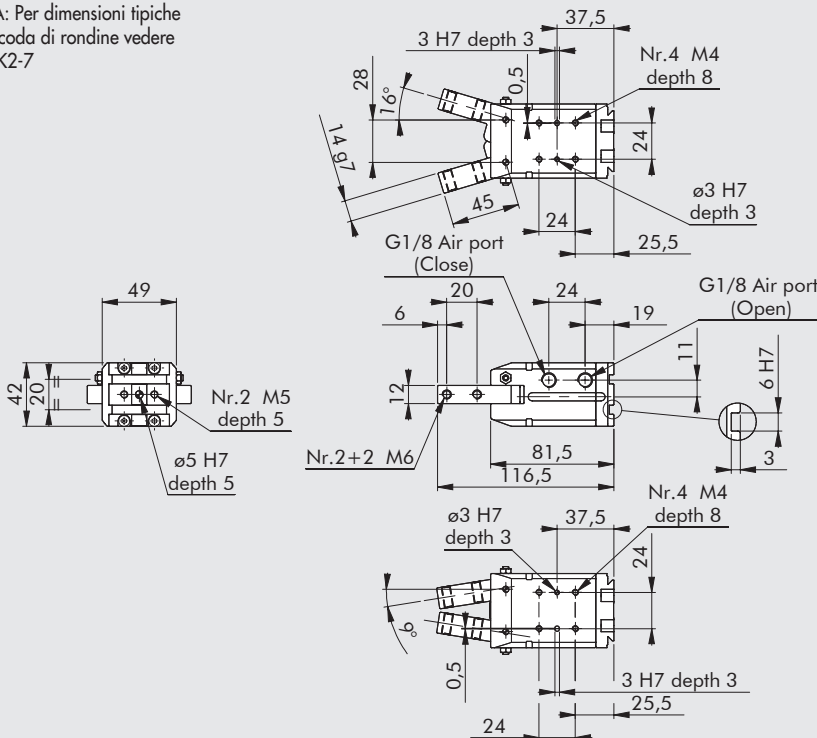 A: Per dimensioni tipiche
coda di rondine vedere
K2-7
37,5
3 H7 depth 3
Nr.4 M4
depth 8
0,5
28
16°
24
14 g7
45
ø3 H7
depth 3
24
25,5
G1/8 Air port
(Close)
G1/8 Air port
(Open)
49
20
24
19
6
11
6 H7
42
20
12
Nr.2 M5
depth 5
ø5 H7
depth 5
Nr.2+2 M6
81,5
116,5
3
ø3 H7
depth 3
37,5
Nr.4 M4
depth 8
24
6°
0,5
3 H7 depth 3
25,5
24